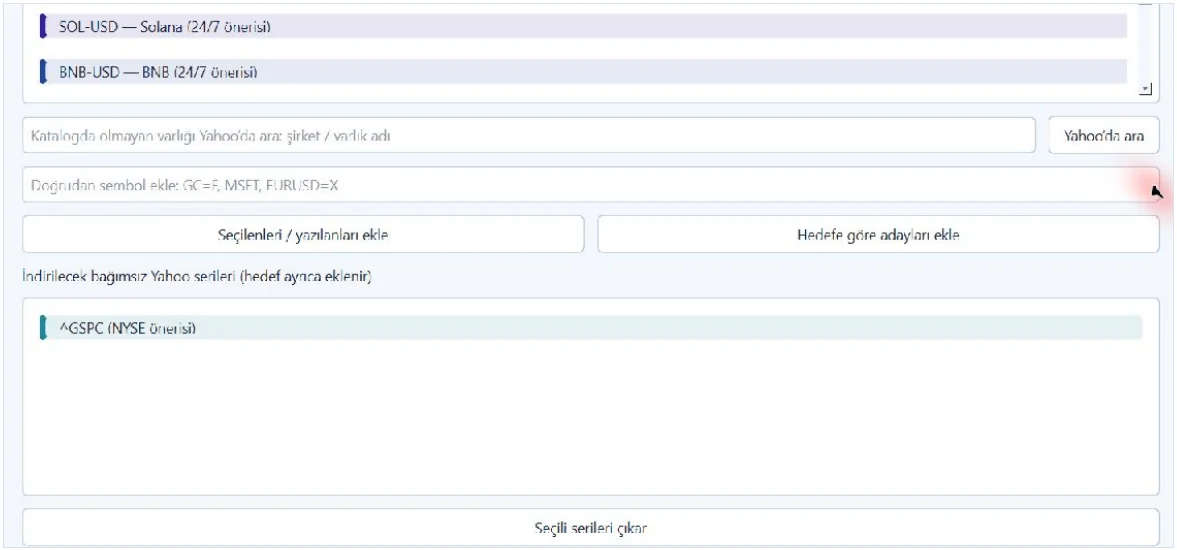 SOL-USD — Solana (24/7 önerisi)
BNB-USD — BNB (24/7 önerisi)
Katalogda olmayan varlığı Yahoo'da ara: şirket / varlık adı
Yahoo'da ara
Doğrudan sembol ekle: GC=F, MSFT, EURUSD=X
Seçilenleri / yazılanları ekle
Hedefe göre adayları ekle
İndirilecek bağımsız Yahoo serileri (hedef ayrıca eklenir)
^GSPC (NYSE önerisi)
Seçili serileri çıkar